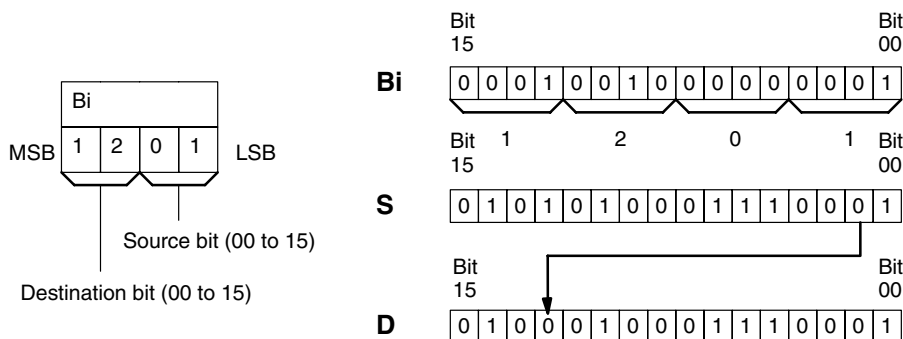 Bi
MSB 1 2 0 1 LSB
Source bit (00 to 15)
Destination bit (00 to 15)
Bit 15 Bit 00
Bi 0 0 0 1 0 0 1 0 0 0 0 0 0 0 0 1
1 2 0 1
Bit 15 Bit 00
S 0 1 0 1 0 1 0 0 0 1 1 1 0 0 0 1
Bit 15 Bit 00
D 0 1 0 0 0 1 0 0 0 1 1 1 0 0 0 1